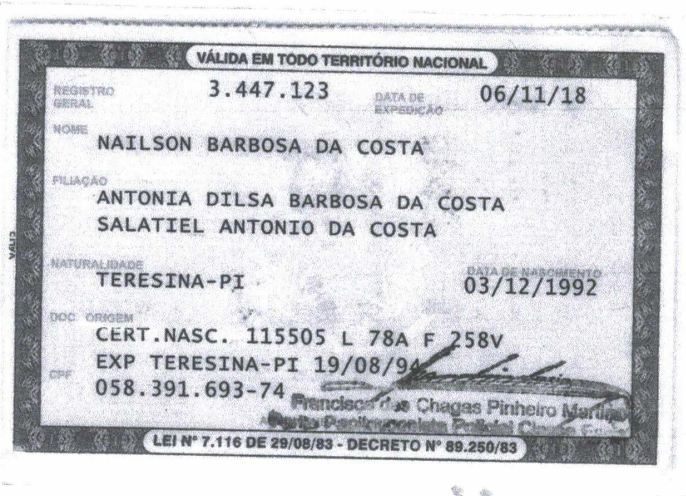 VÁLIDA EM TODO TERRITÓRIO NACIONAL
REGISTRO GERAL 3.447.123 DATA DE EXPEDIÇÃO 06/11/18
NOME
NAILSON BARBOSA DA COSTA
FILIAÇÃO
ANTONIA DILSA BARBOSA DA COSTA
SALATIEL ANTONIO DA COSTA
NATURALIDADE DATA DE NASCIMENTO
TERESINA-PI 03/12/1992
DOC. ORIGEM
CERT.NASC. 115505 L 78A F 258V
EXP TERESINA-PI 19/08/94
CPF 058.391.693-74
Francisco das Chagas Pinheiro
LEI Nº 7.116 DE 29/08/83 - DECRETO Nº 89.250/83